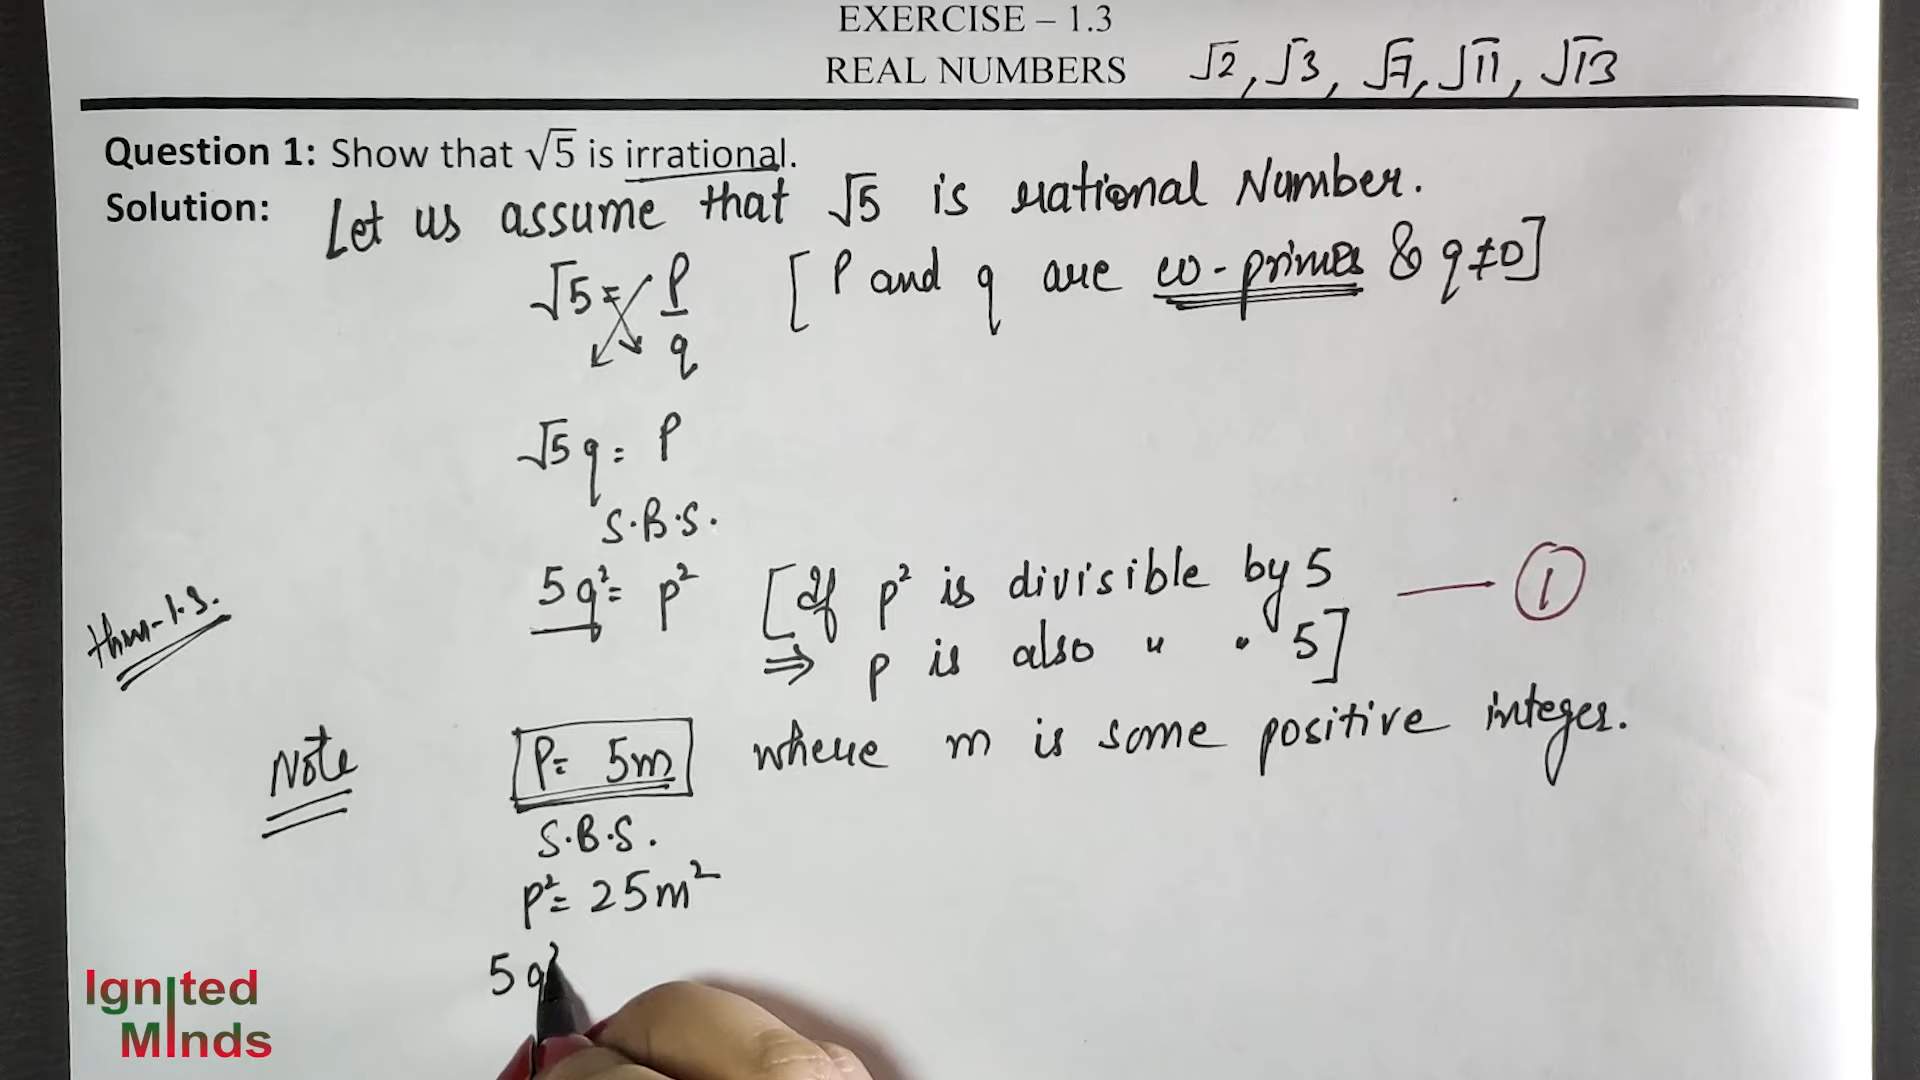 EXERCISE – 1.3
REAL NUMBERS √2, √3, √7, √11, √13
Question 1: Show that √5 is irrational.
Solution: Let us assume that √5 is rational Number.
√5 = p/q [P and q are co-primes & q≠0]
√5 q = P
S.B.S.
5q² = p² [If p² is divisible by 5 — ①
⇒ p is also " " 5]
thm-1.3.
Note P = 5m where m is some positive integer.
S.B.S.
p² = 25m²
5q²
Ignited
Minds